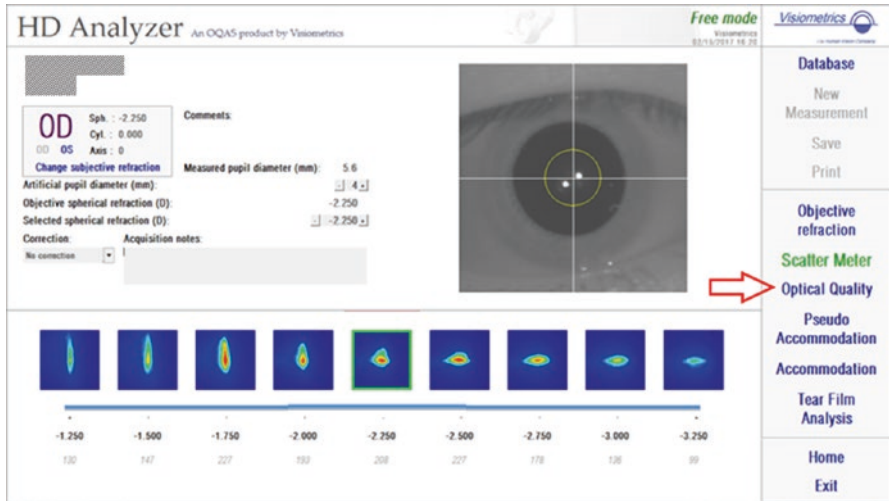 HD Analyzer An OQAS product by Visiometrics
Free mode
Visiometrics
02/15/2017 16:20
Visiometrics
OD
OD OS
Sph. : -2.250
Cyl. : 0.000
Axis : 0
Change subjective refraction
Comments:
Measured pupil diameter (mm): 5.6
Artificial pupil diameter (mm): - 4 +
Objective spherical refraction (D): -2.250
Selected spherical refraction (D): - -2.250 +
Correction:
No correction
Acquisition notes:
Database
New
Measurement
Save
Print
Objective
refraction
Scatter Meter
Optical Quality
Pseudo
Accommodation
Accommodation
Tear Film
Analysis
Home
Exit
-1.250 -1.500 -1.750 -2.000 -2.250 -2.500 -2.750 -3.000 -3.250
130 147 227 193 208 227 178 136 99